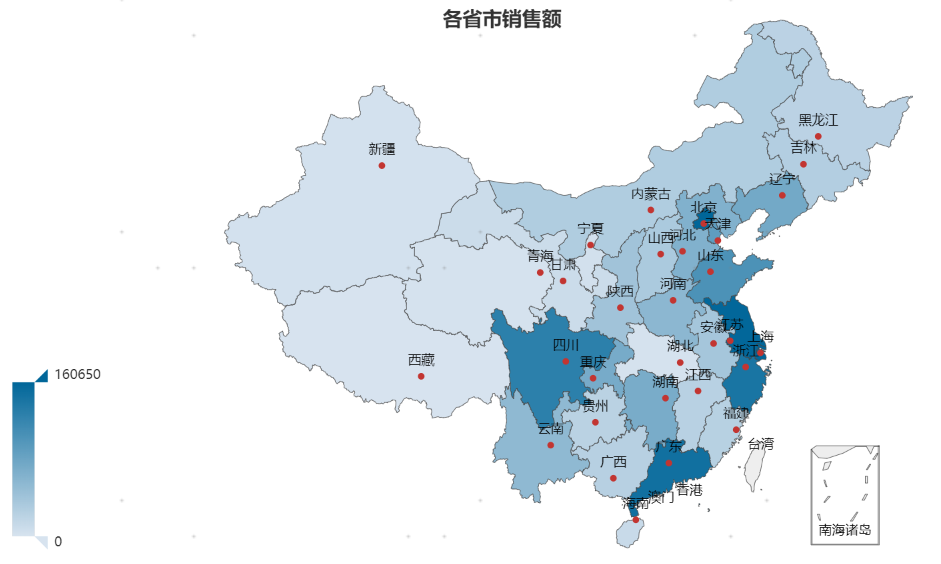 各省市销售额
黑龙江
吉林
新疆
辽宁
内蒙古
北京
天津
宁夏
山西
河北
青海
甘肃
山东
陕西
河南
安徽
江苏
上海
四川
湖北
浙江
重庆
西藏
湖南
江西
贵州
福建
云南
广东
台湾
广西
香港
澳门
海南
南海诸岛
160650
0